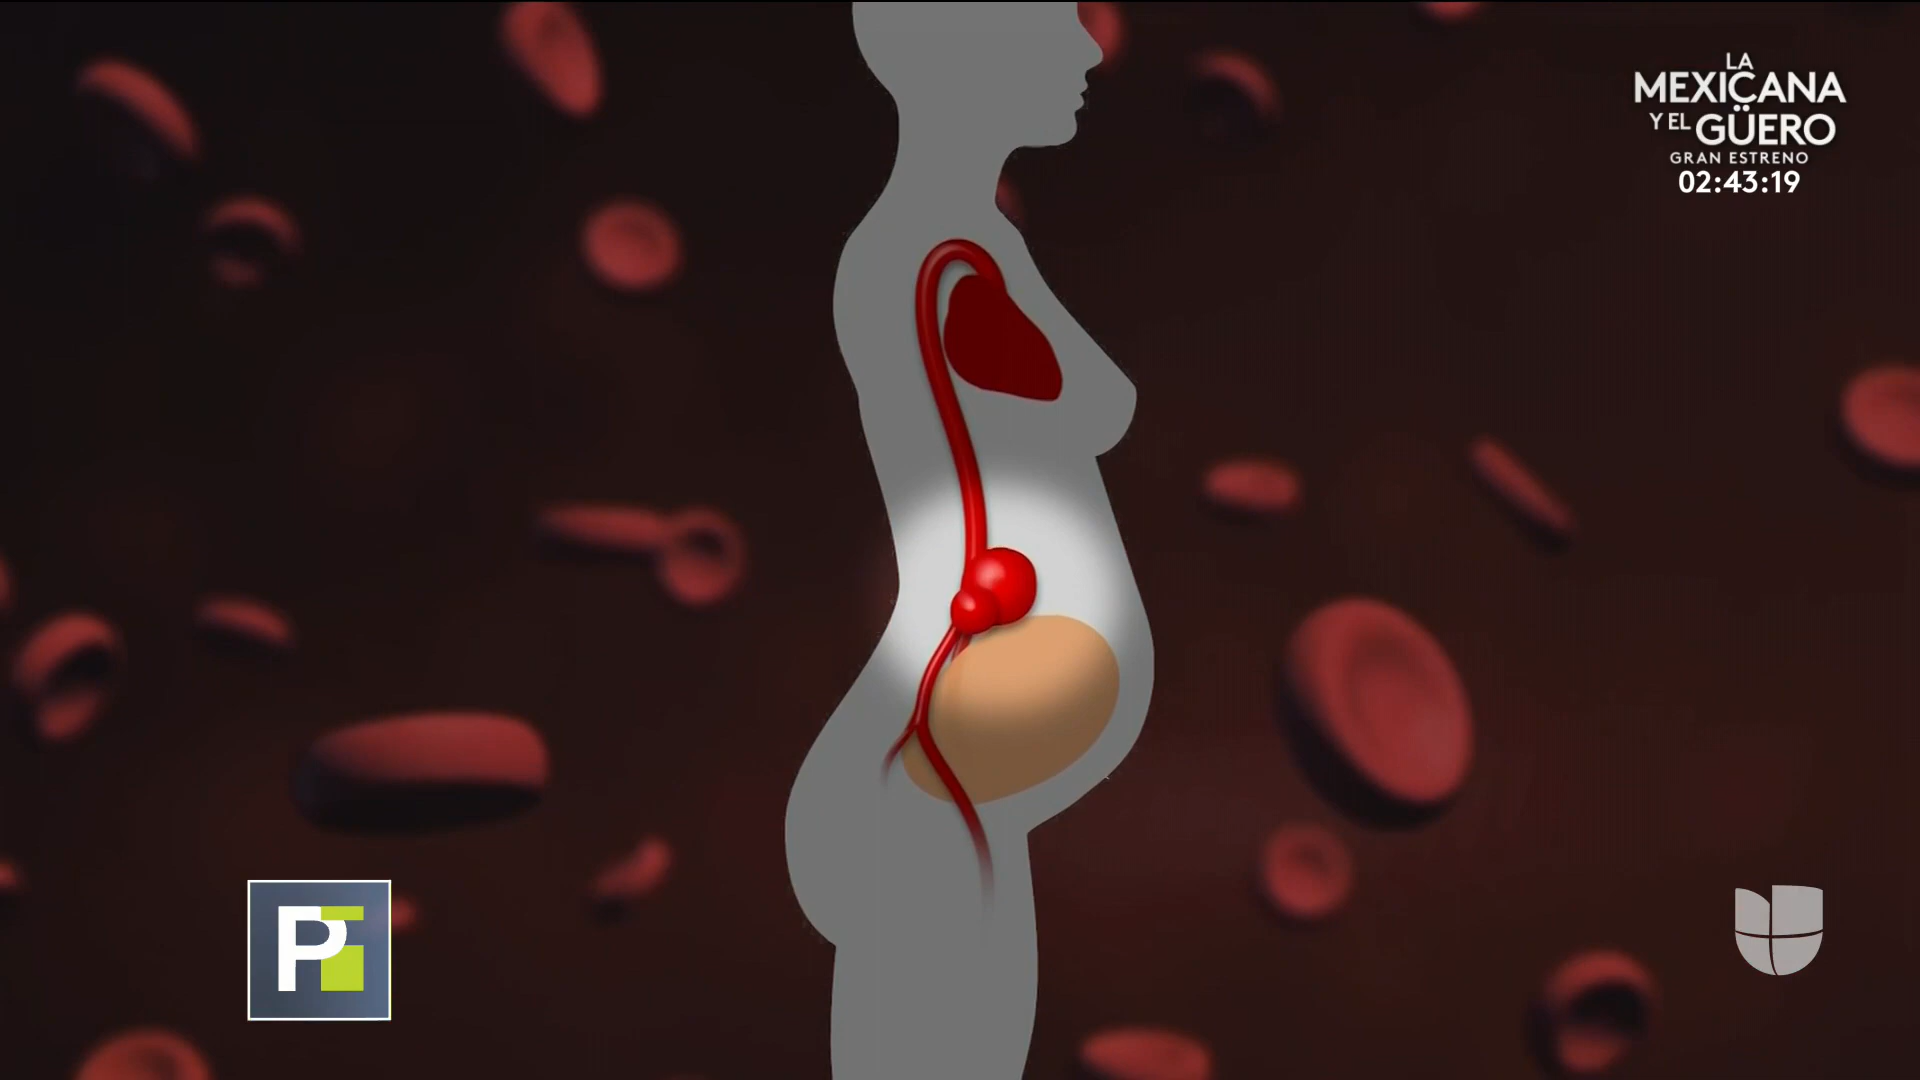 LA
MEXICANA
Y EL GÜERO
GRAN ESTRENO
02:43:19
P